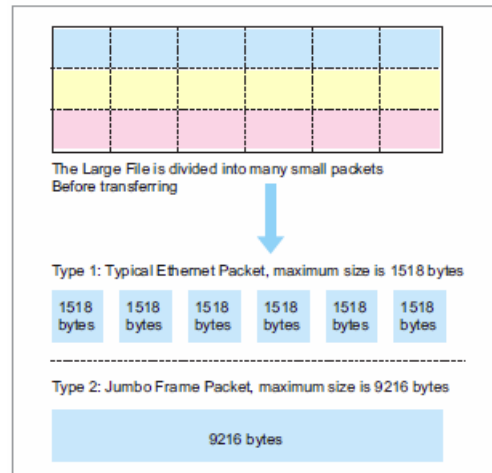 The Large File is divided into many small packets
Before transferring
Type 1: Typical Ethernet Packet, maximum size is 1518 bytes
1518 1518 1518 1518 1518 1518
bytes bytes bytes bytes bytes bytes
Type 2: Jumbo Frame Packet, maximum size is 9216 bytes
9216 bytes